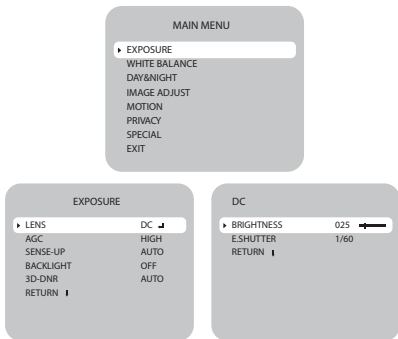 MAIN MENU
EXPOSURE
WHITE BALANCE
DAY&NIGHT
IMAGE ADJUST
MOTION
PRIVACY
SPECIAL
EXIT
EXPOSURE
LENS DC
AGC HIGH
SENSE-UP AUTO
BACKLIGHT OFF
3D-DNR AUTO
RETURN
DC
BRIGHTNESS 025
E.SHUTTER 1/60
RETURN